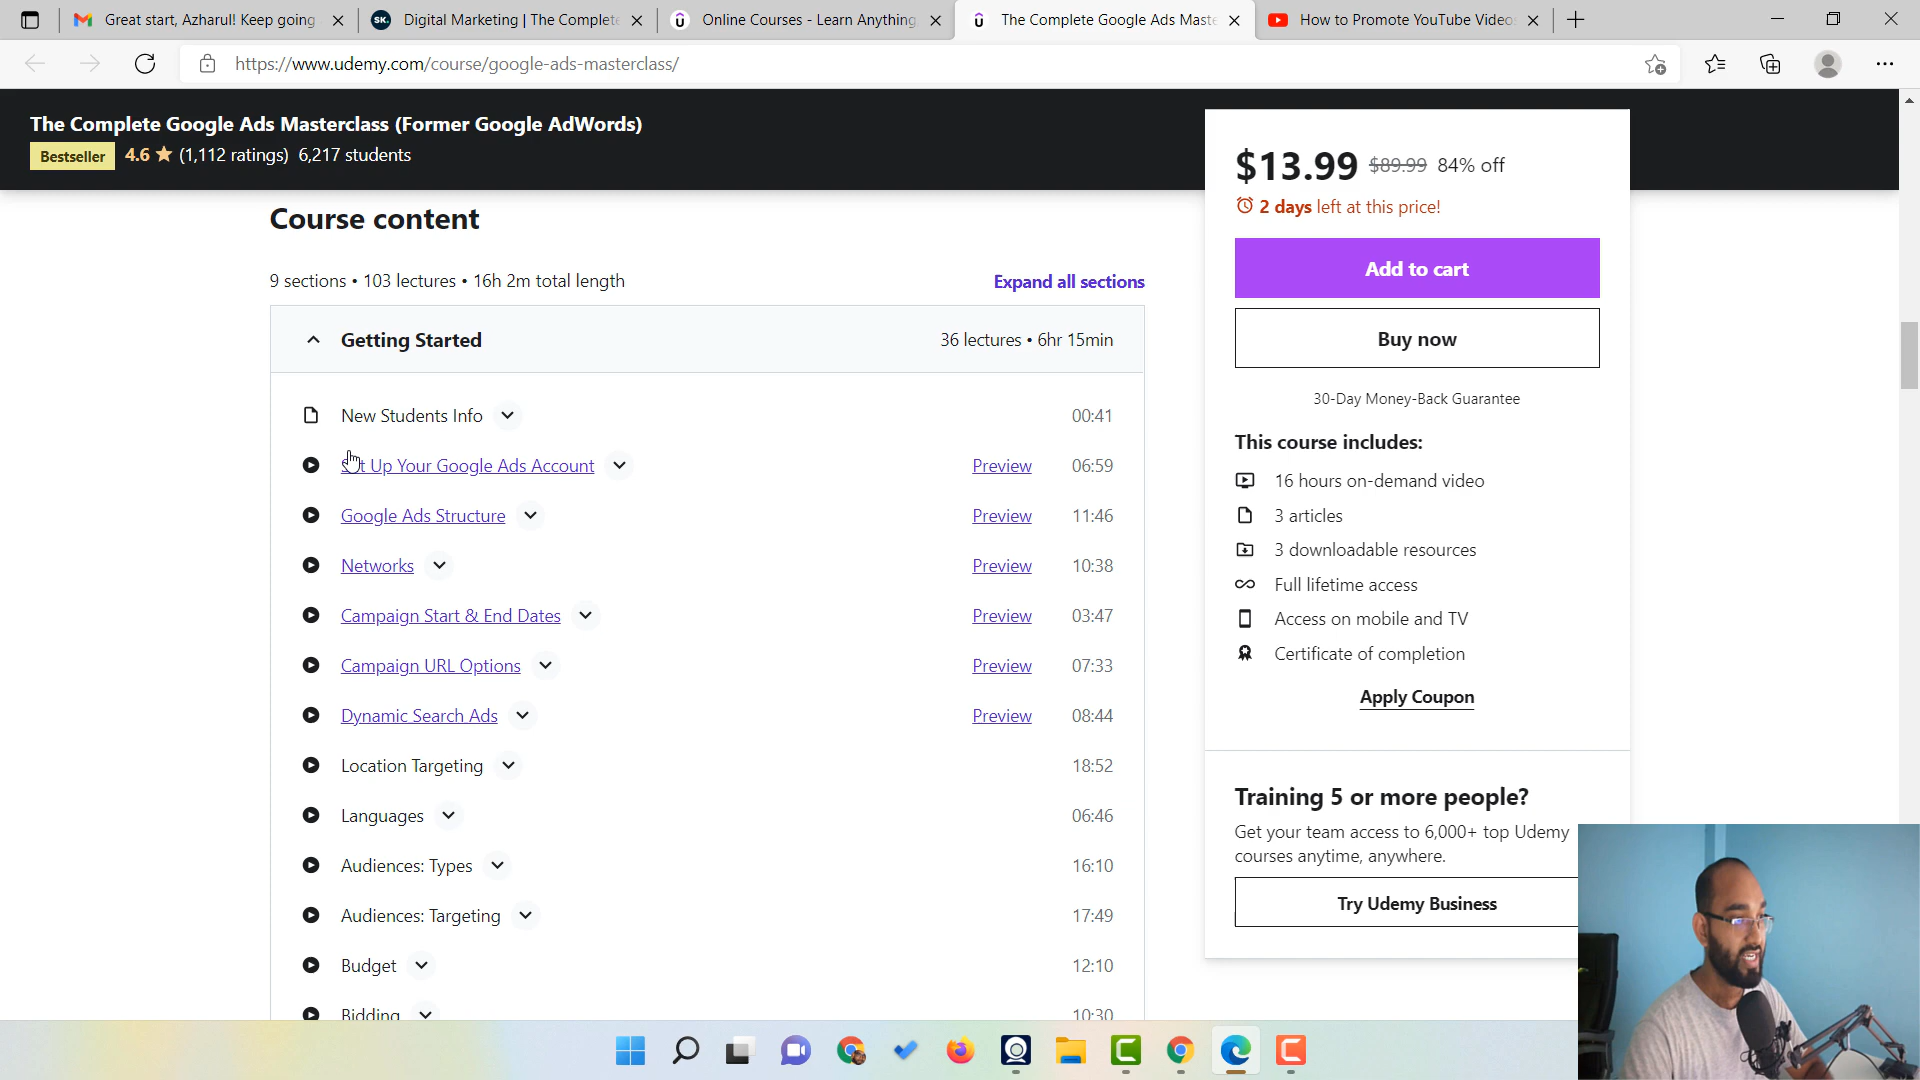 Great start, Azharul! Keep going
Digital Marketing | The Complete
Online Courses - Learn Anything
The Complete Google Ads Maste
How to Promote YouTube Videos
https://www.udemy.com/course/google-ads-masterclass/
The Complete Google Ads Masterclass (Former Google AdWords)
Bestseller 4.6 ★ (1,112 ratings) 6,217 students
Course content
9 sections • 103 lectures • 16h 2m total length
Expand all sections
Getting Started 36 lectures • 6hr 15min
New Students Info 00:41
Set Up Your Google Ads Account Preview 06:59
Google Ads Structure Preview 11:46
Networks Preview 10:38
Campaign Start & End Dates Preview 03:47
Campaign URL Options Preview 07:33
Dynamic Search Ads Preview 08:44
Location Targeting 18:52
Languages 06:46
Audiences: Types 16:10
Audiences: Targeting 17:49
Budget 12:10
Bidding 10:30
$13.99 $89.99 84% off
2 days left at this price!
Add to cart
Buy now
30-Day Money-Back Guarantee
This course includes:
16 hours on-demand video
3 articles
3 downloadable resources
Full lifetime access
Access on mobile and TV
Certificate of completion
Apply Coupon
Training 5 or more people?
Get your team access to 6,000+ top Udemy
courses anytime, anywhere.
Try Udemy Business